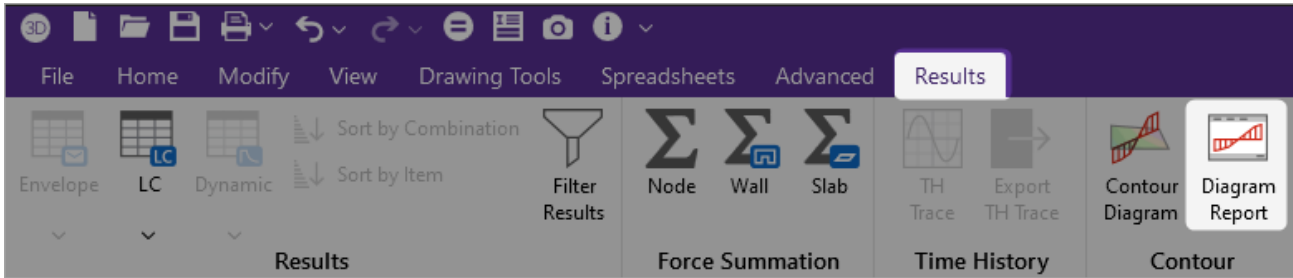 3D
File Home Modify View Drawing Tools Spreadsheets Advanced Results
LC
Sort by Combination
Sort by Item
Envelope LC Dynamic
Filter
Results
Node Wall Slab
TH
Trace
Export
TH Trace
Contour
Diagram
Diagram
Report
Results Force Summation Time History Contour